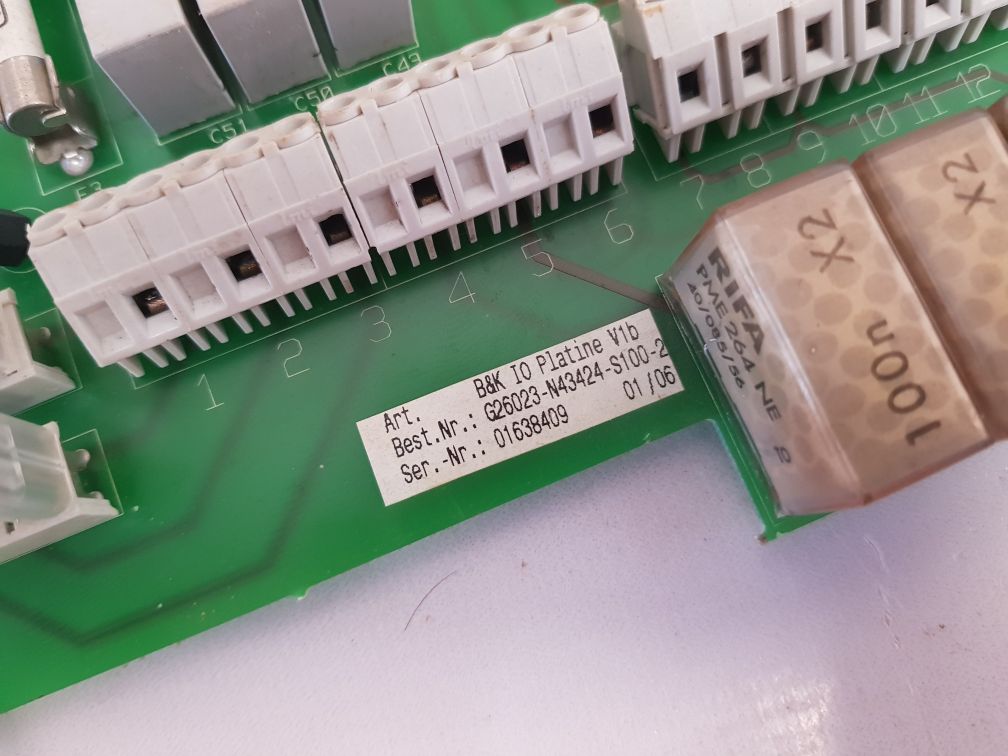 C43
C50
C51
F3
1
2
3
4
5
6
7
8
9
10
11
12
Art. B&K IO Platine V1b
Best.Nr.: G26023-N43424-S100-2
Ser.-Nr.: 01638409 01/06
RIFA
PME 264 NE
40/085/56
X2
100n
X2